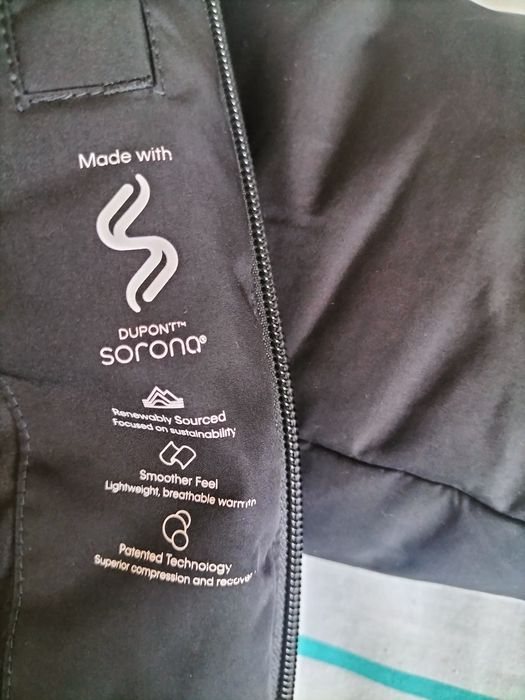 Made with
DUPONT™
sorona®
Renewably Sourced
Focused on sustainability
Smoother Feel
Lightweight, breathable warmth
Patented Technology
Superior compression and recove